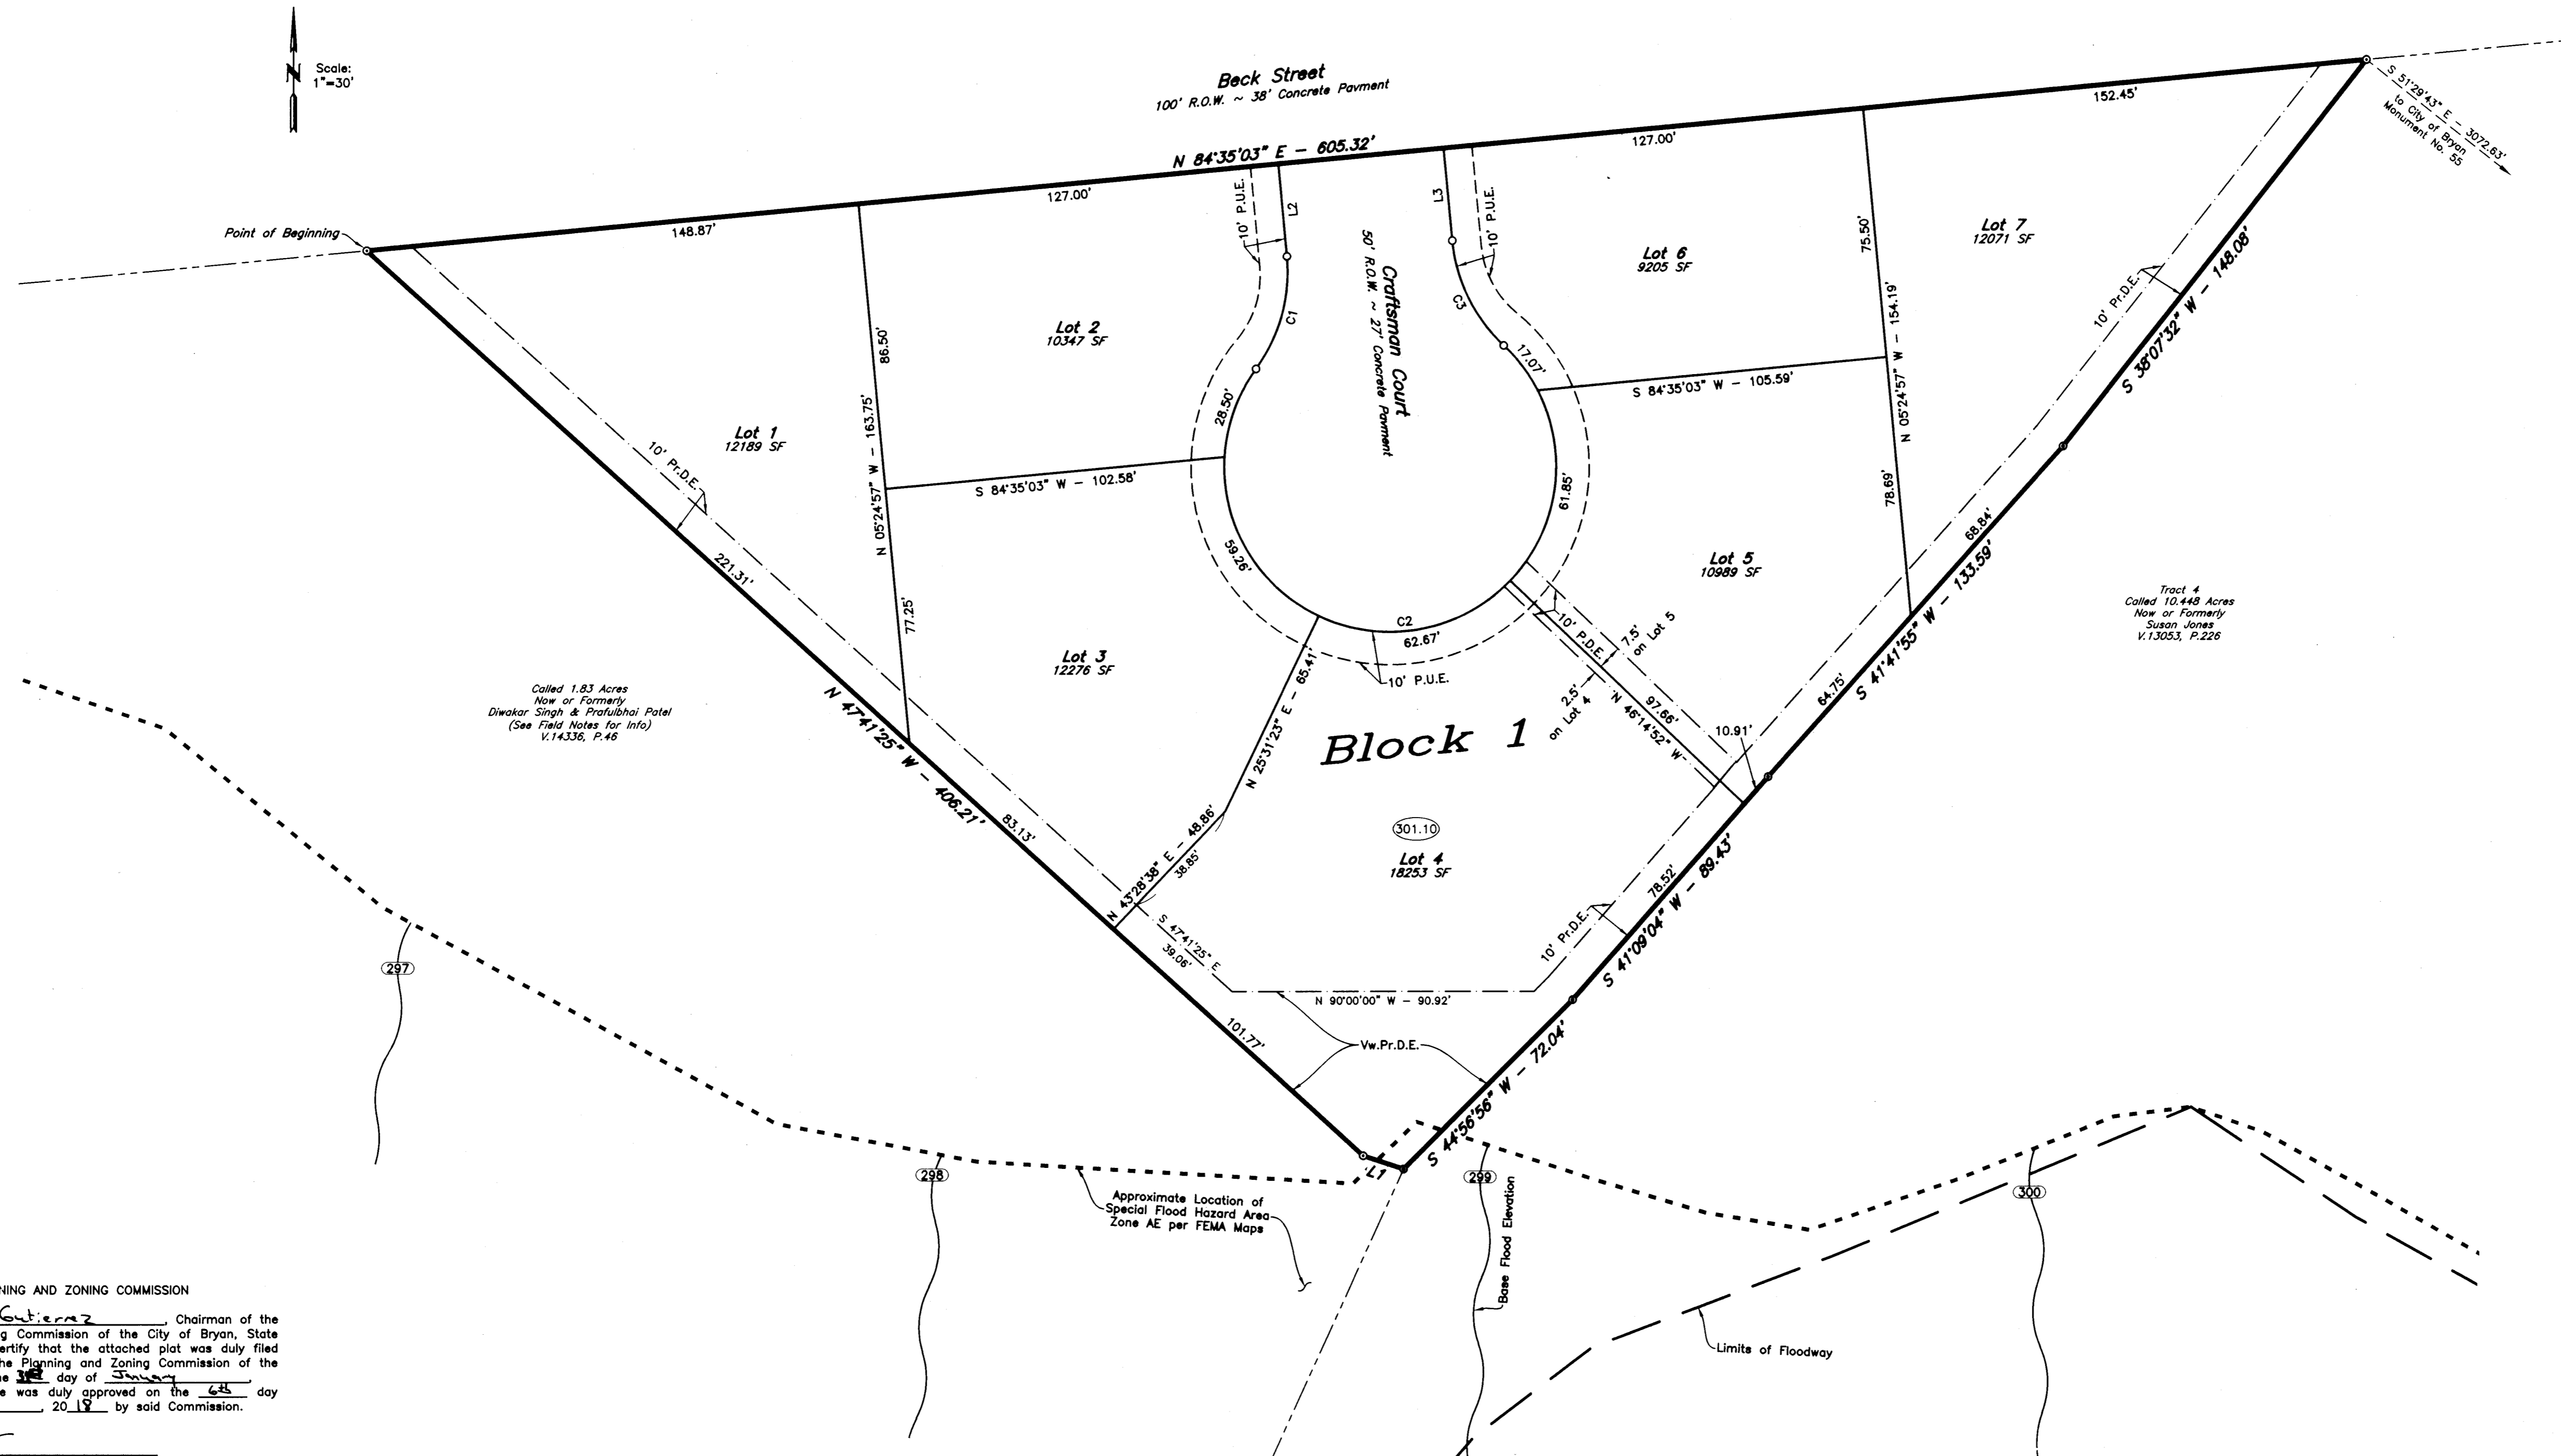 N
Scale:
1"=30'
Beck Street
100' R.O.W. ~ 38' Concrete Pavment
N 84°35'03" E – 605.32'
152.45'
127.00'
127.00'
148.87'
S 51°29'43" E – 3072.63'
to City of Bryan
Monument No. 55
Point of Beginning
10' P.U.E.
L2
L3
10' P.U.E.
C1
C3
Craftsman Court
50' R.O.W. ~ 27' Concrete Pavment
Lot 6
9205 SF
75.50'
Lot 7
12071 SF
10' Pr.D.E.
S 38°07'32" W – 148.08'
Lot 2
10347 SF
86.50'
28.50'
17.07'
S 84°35'03" W – 105.59'
N 05°24'57" W – 154.19'
Lot 1
12189 SF
10' Pr.D.E.
N 05°24'57" W – 163.75'
S 84°35'03" W – 102.58'
59.26'
61.85'
78.69'
68.84'
S 41°41'55" W – 133.59'
64.75'
Lot 5
10989 SF
221.31'
77.25'
Lot 3
12276 SF
C2
62.67'
10' P.U.E.
10' P.D.E.
7.5'
on Lot 5
2.5'
on Lot 4
97.66'
N 46°14'52" W
10.91'
Tract 4
Called 10.448 Acres
Now or Formerly
Susan Jones
V.13053, P.226
Called 1.83 Acres
Now or Formerly
Diwakar Singh & Prafulbhai Patel
(See Field Notes for Info)
V.14336, P.46
N 47°41'25" W – 406.21'
83.13'
N 25°31'23" E – 65.41'
Block 1
N 43°28'38" E – 48.86'
38.85'
301.10
Lot 4
18253 SF
78.52'
S 41°09'04" W – 89.43'
10' Pr.D.E.
S 47°41'25" E
39.06'
N 90°00'00" W – 90.92'
101.77'
Vw.Pr.D.E.
S 44°56'56" W – 72.04'
L1
297
298
299
300
Approximate Location of
Special Flood Hazard Area
Zone AE per FEMA Maps
Base Flood Elevation
Limits of Floodway
NING AND ZONING COMMISSION
Gutierrez, Chairman of the
g Commission of the City of Bryan, State
ertify that the attached plat was duly filed
he Planning and Zoning Commission of the
e day of January,
e was duly approved on the 6th day
, 2018 by said Commission.